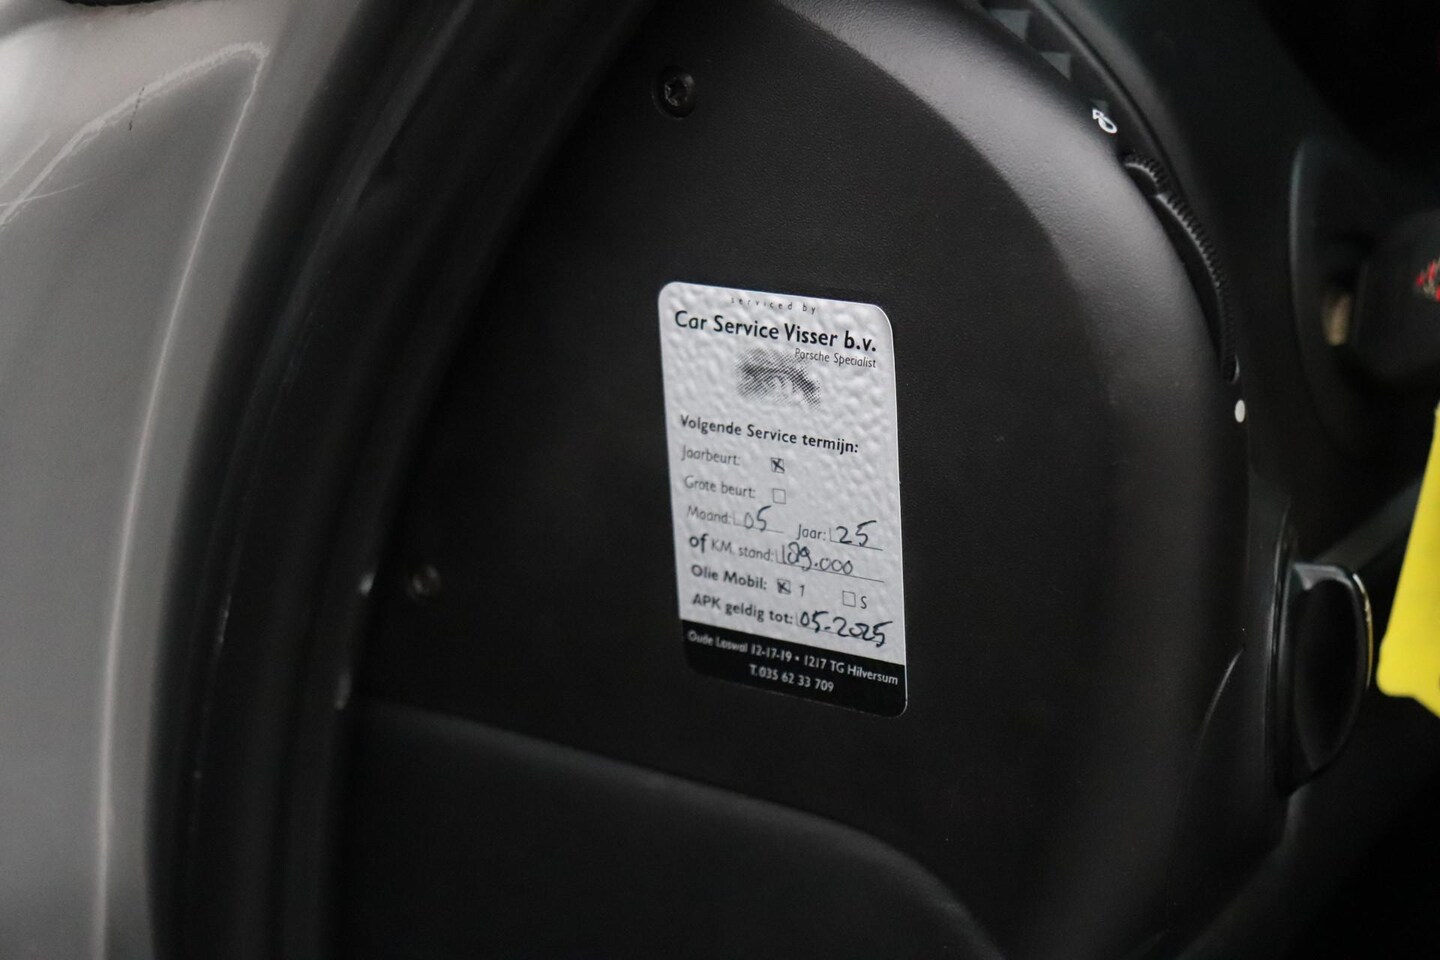 serviced by
Car Service Visser b.v.
Porsche Specialist
Volgende Service termijn:
Jaarbeurt:
Grote beurt:
Maand: 05 Jaar: 25
of KM. stand: 189.000
Olie Mobil: 1 S
APK geldig tot: 05-2025
Oude Loswal 12-17-19 • 1217 TG Hilversum
T. 035 62 33 709